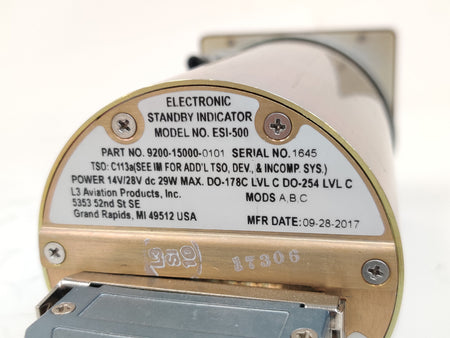 ELECTRONIC
STANDBY INDICATOR
MODEL NO. ESI-500
PART NO. 9200-15000-0101 SERIAL NO. 1645
TSO: C113a(SEE IM FOR ADD'L TSO, DEV., & INCOMP. SYS.)
POWER 14V/28V dc 29W MAX. DO-178C LVL C DO-254 LVL C
L3 Aviation Products, Inc. MODS A,B,C
5353 52nd St SE
Grand Rapids, MI 49512 USA
MFR DATE: 09-28-2017
17306